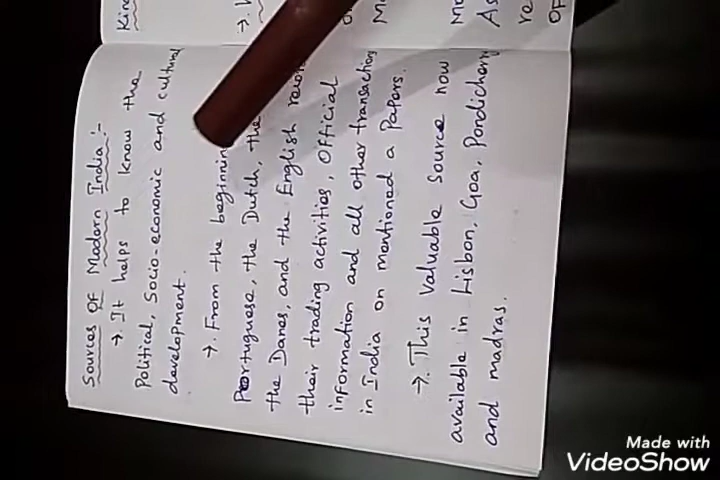 Sources OF Modern India:-
→. It helps to know the
Political, Socio-economic and cultural
development.
→. From the beginning
Portuguese, the Dutch, the
the Danes, and the English
their trading activities, Official
information and all other transactions
in India on mentioned a Papers.
→. This Valuable Source now
available in Lisbon, Goa, Pondicherry
and madras.
Made with
VideoShow